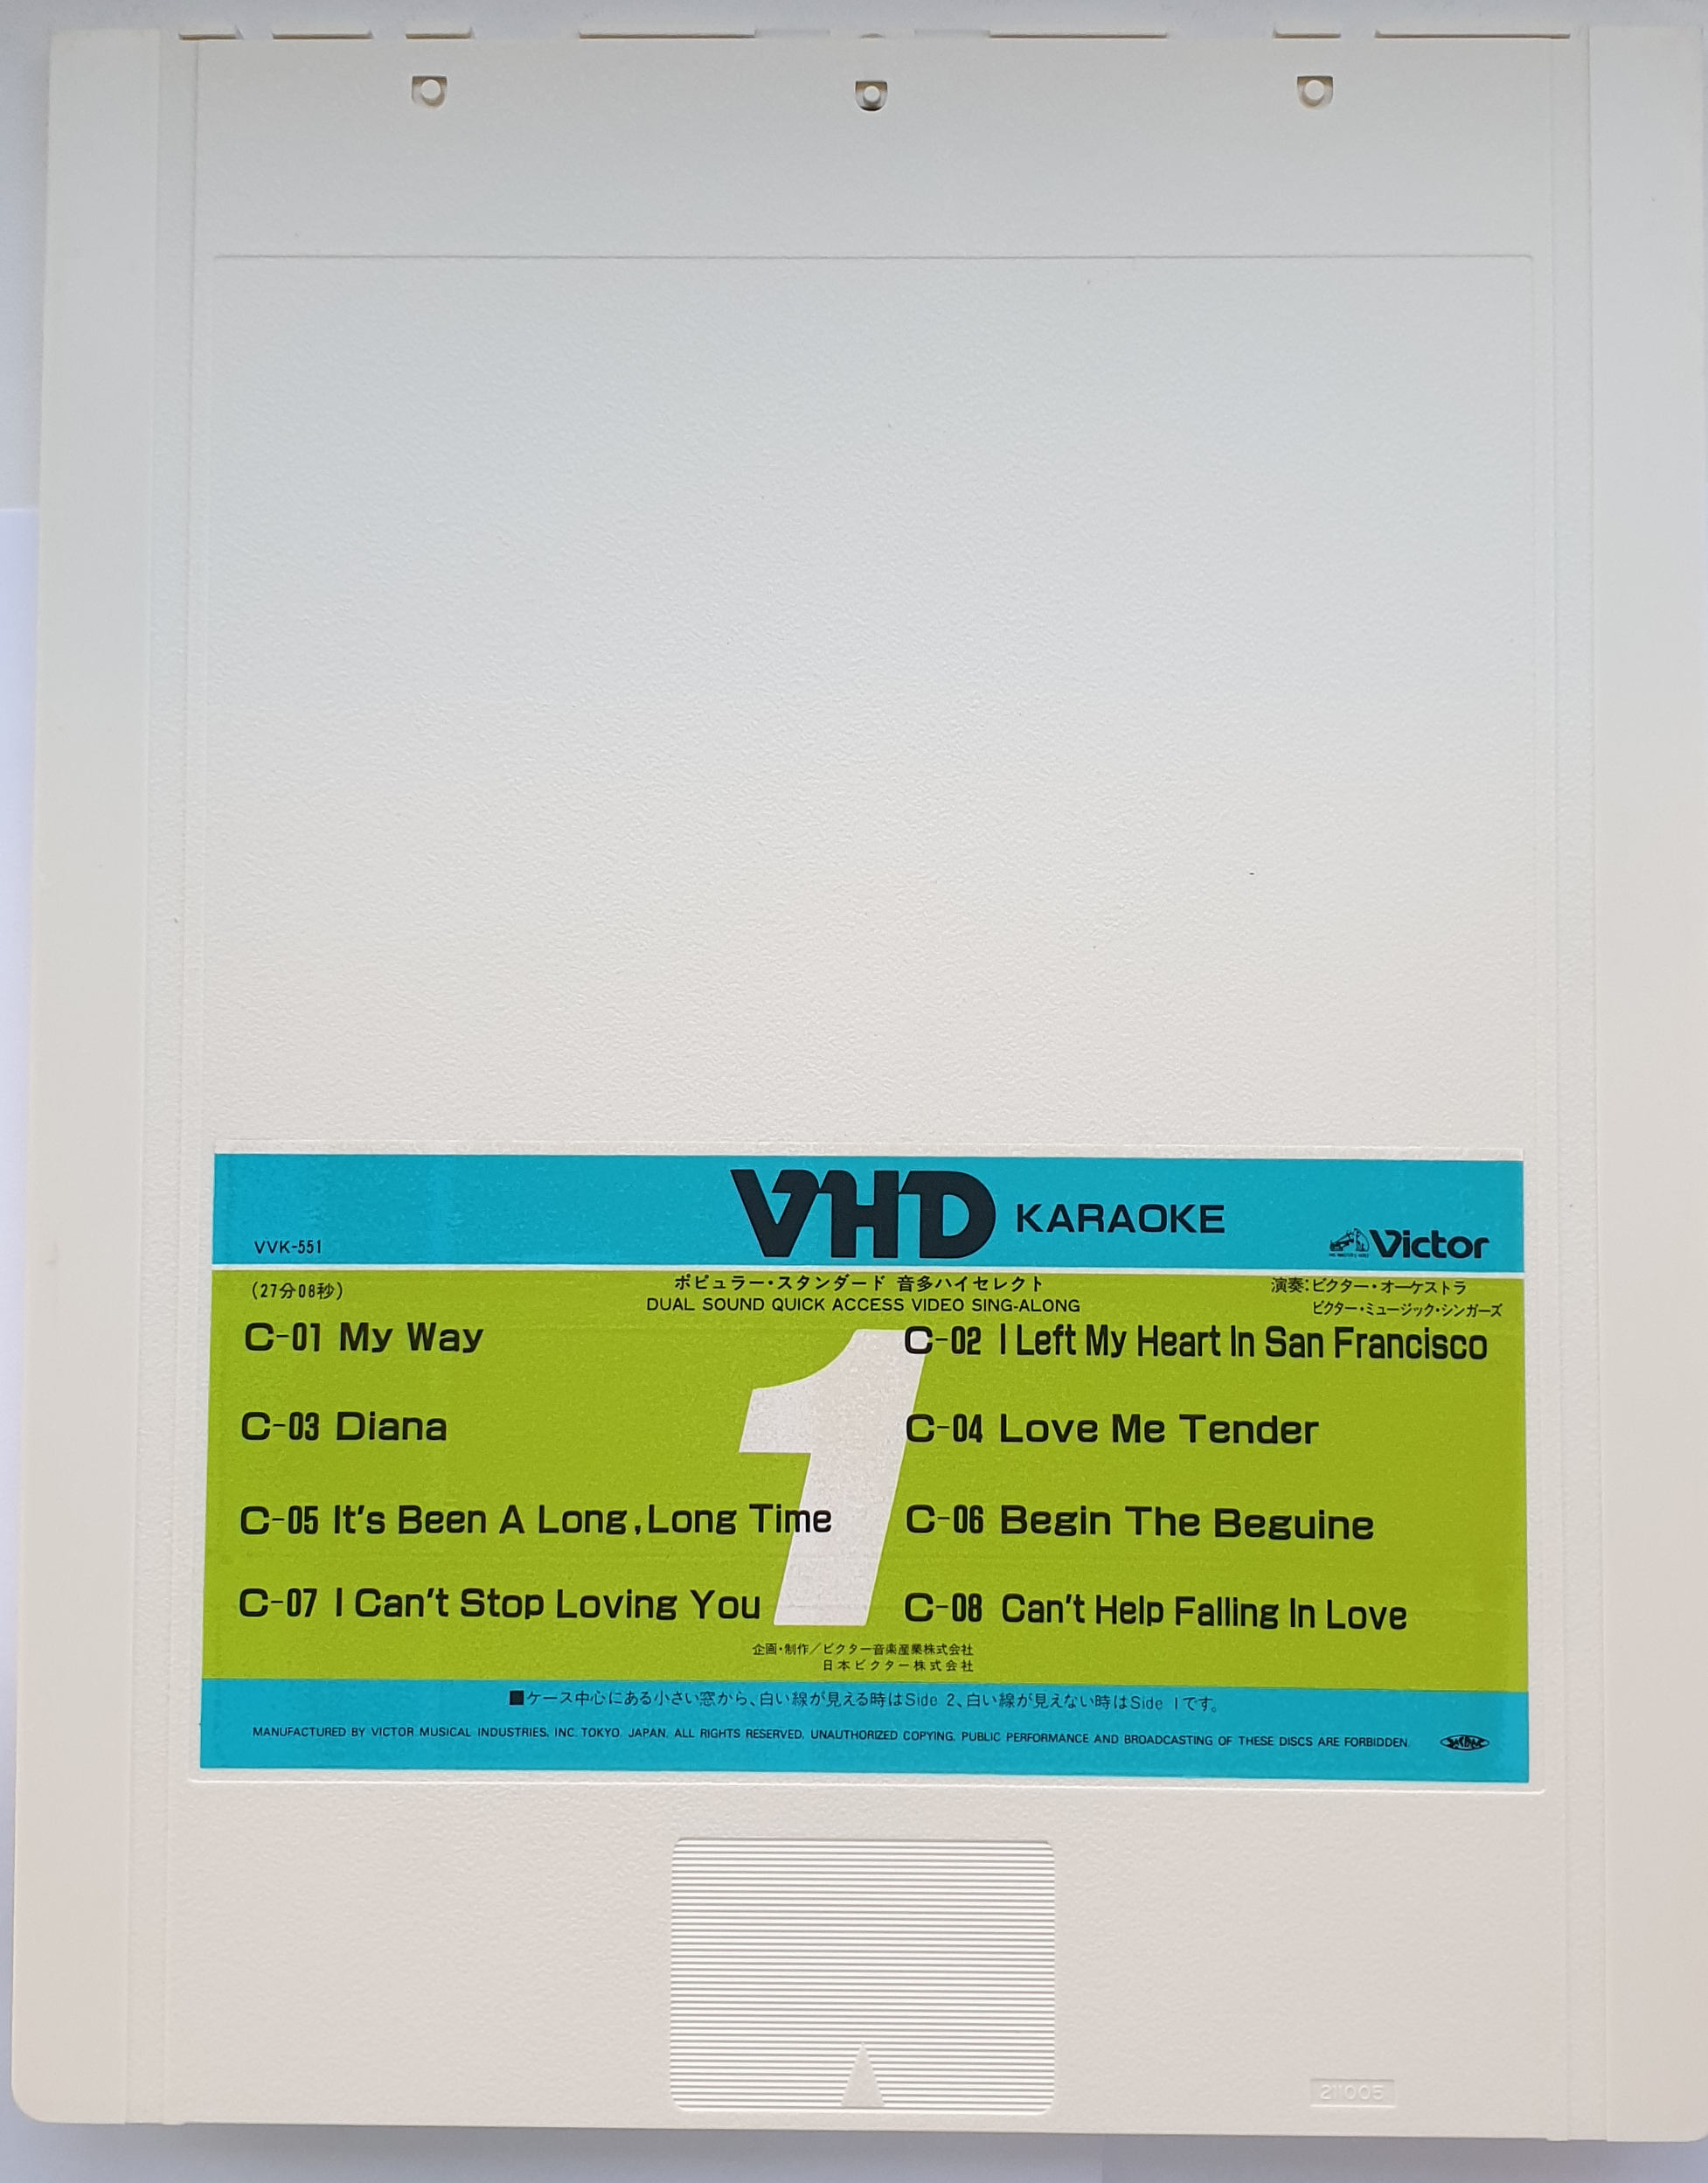 VHD KARAOKE
VVK-551
Victor
(27分08秒)
ポピュラー・スタンダード 音多ハイセレクト
DUAL SOUND QUICK ACCESS VIDEO SING-ALONG
演奏:ビクター・オーケストラ
ビクター・ミュージック・シンガーズ
1
C-01 My Way
C-02 I Left My Heart In San Francisco
C-03 Diana
C-04 Love Me Tender
C-05 It's Been A Long, Long Time
C-06 Begin The Beguine
C-07 I Can't Stop Loving You
C-08 Can't Help Falling In Love
企画・制作/ビクター音楽産業株式会社
日本ビクター株式会社
■ケース中心にある小さい窓から、白い線が見える時はSide 2、白い線が見えない時はSide 1です。
MANUFACTURED BY VICTOR MUSICAL INDUSTRIES, INC. TOKYO, JAPAN. ALL RIGHTS RESERVED. UNAUTHORIZED COPYING, PUBLIC PERFORMANCE AND BROADCASTING OF THESE DISCS ARE FORBIDDEN.
211005